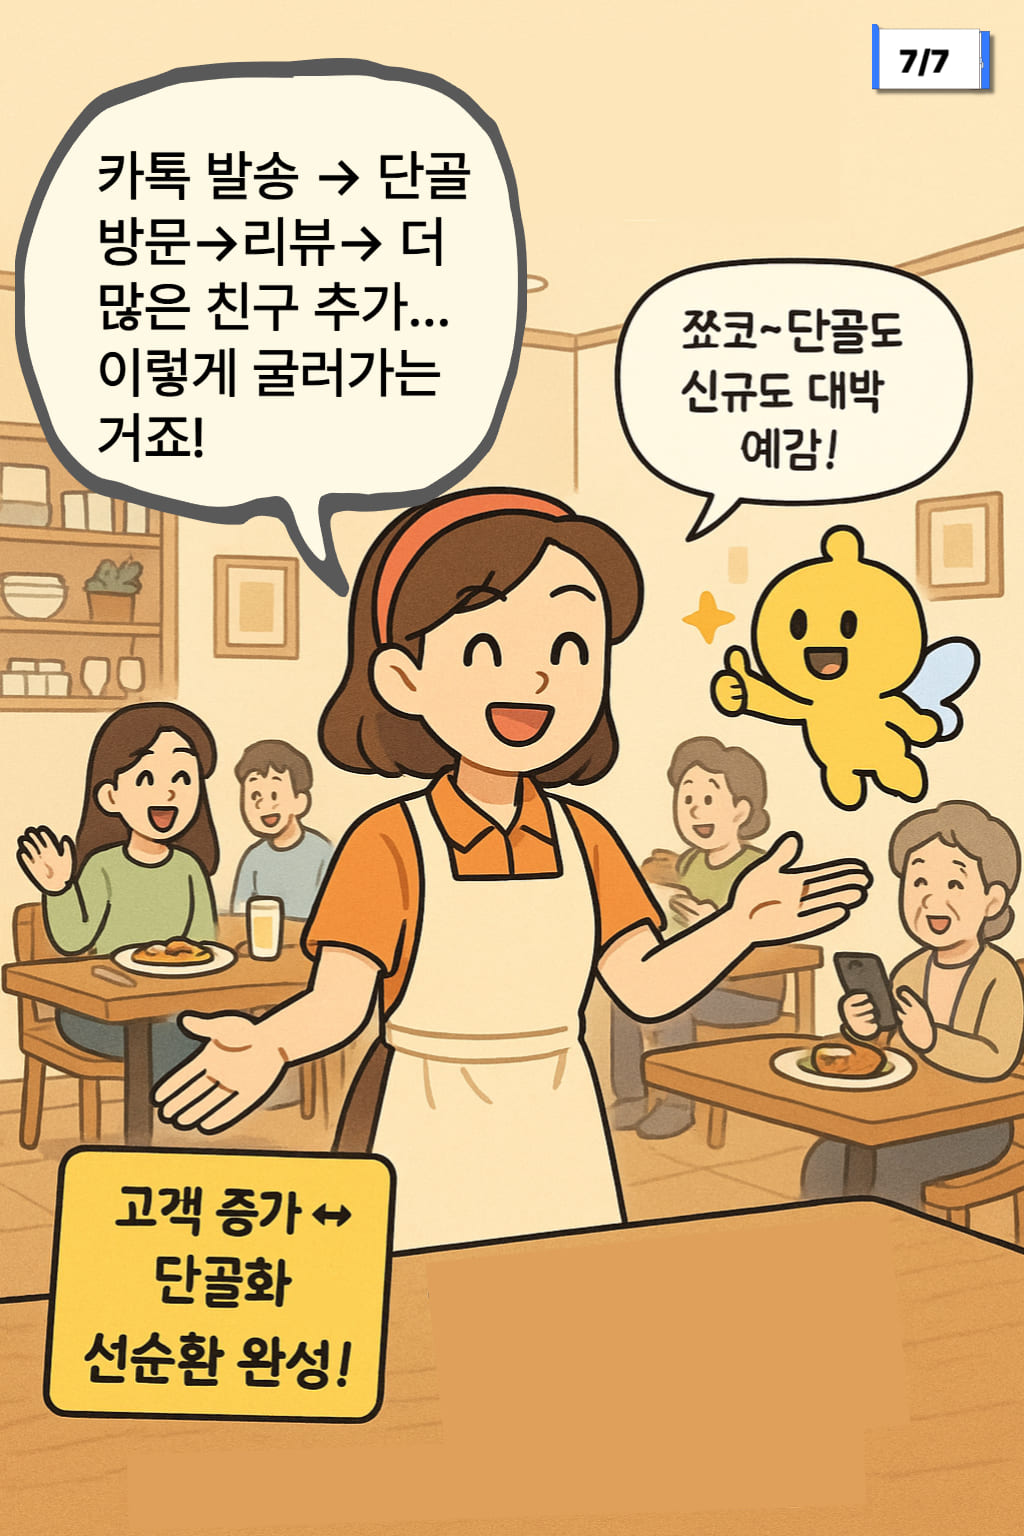 7/7
카톡 발송 → 단골
방문→리뷰→ 더
많은 친구 추가...
이렇게 굴러가는
거죠!
쬬코~단골도
신규도 대박
예감!
고객 증가 ↔
단골화
선순환 완성!